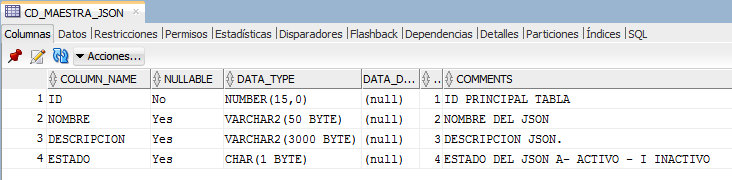 CD_MAESTRA_JSON
Columnas Datos Restricciones Permisos Estadísticas Disparadores Flashback Dependencias Detalles Particiones Índices SQL
Acciones...
COLUMN_NAME NULLABLE DATA_TYPE DATA_D... .. COMMENTS
1 ID No NUMBER(15,0) (null) 1 ID PRINCIPAL TABLA
2 NOMBRE Yes VARCHAR2(50 BYTE) (null) 2 NOMBRE DEL JSON
3 DESCRIPCION Yes VARCHAR2(3000 BYTE) (null) 3 DESCRIPCION JSON.
4 ESTADO Yes CHAR(1 BYTE) (null) 4 ESTADO DEL JSON A- ACTIVO - I INACTIVO